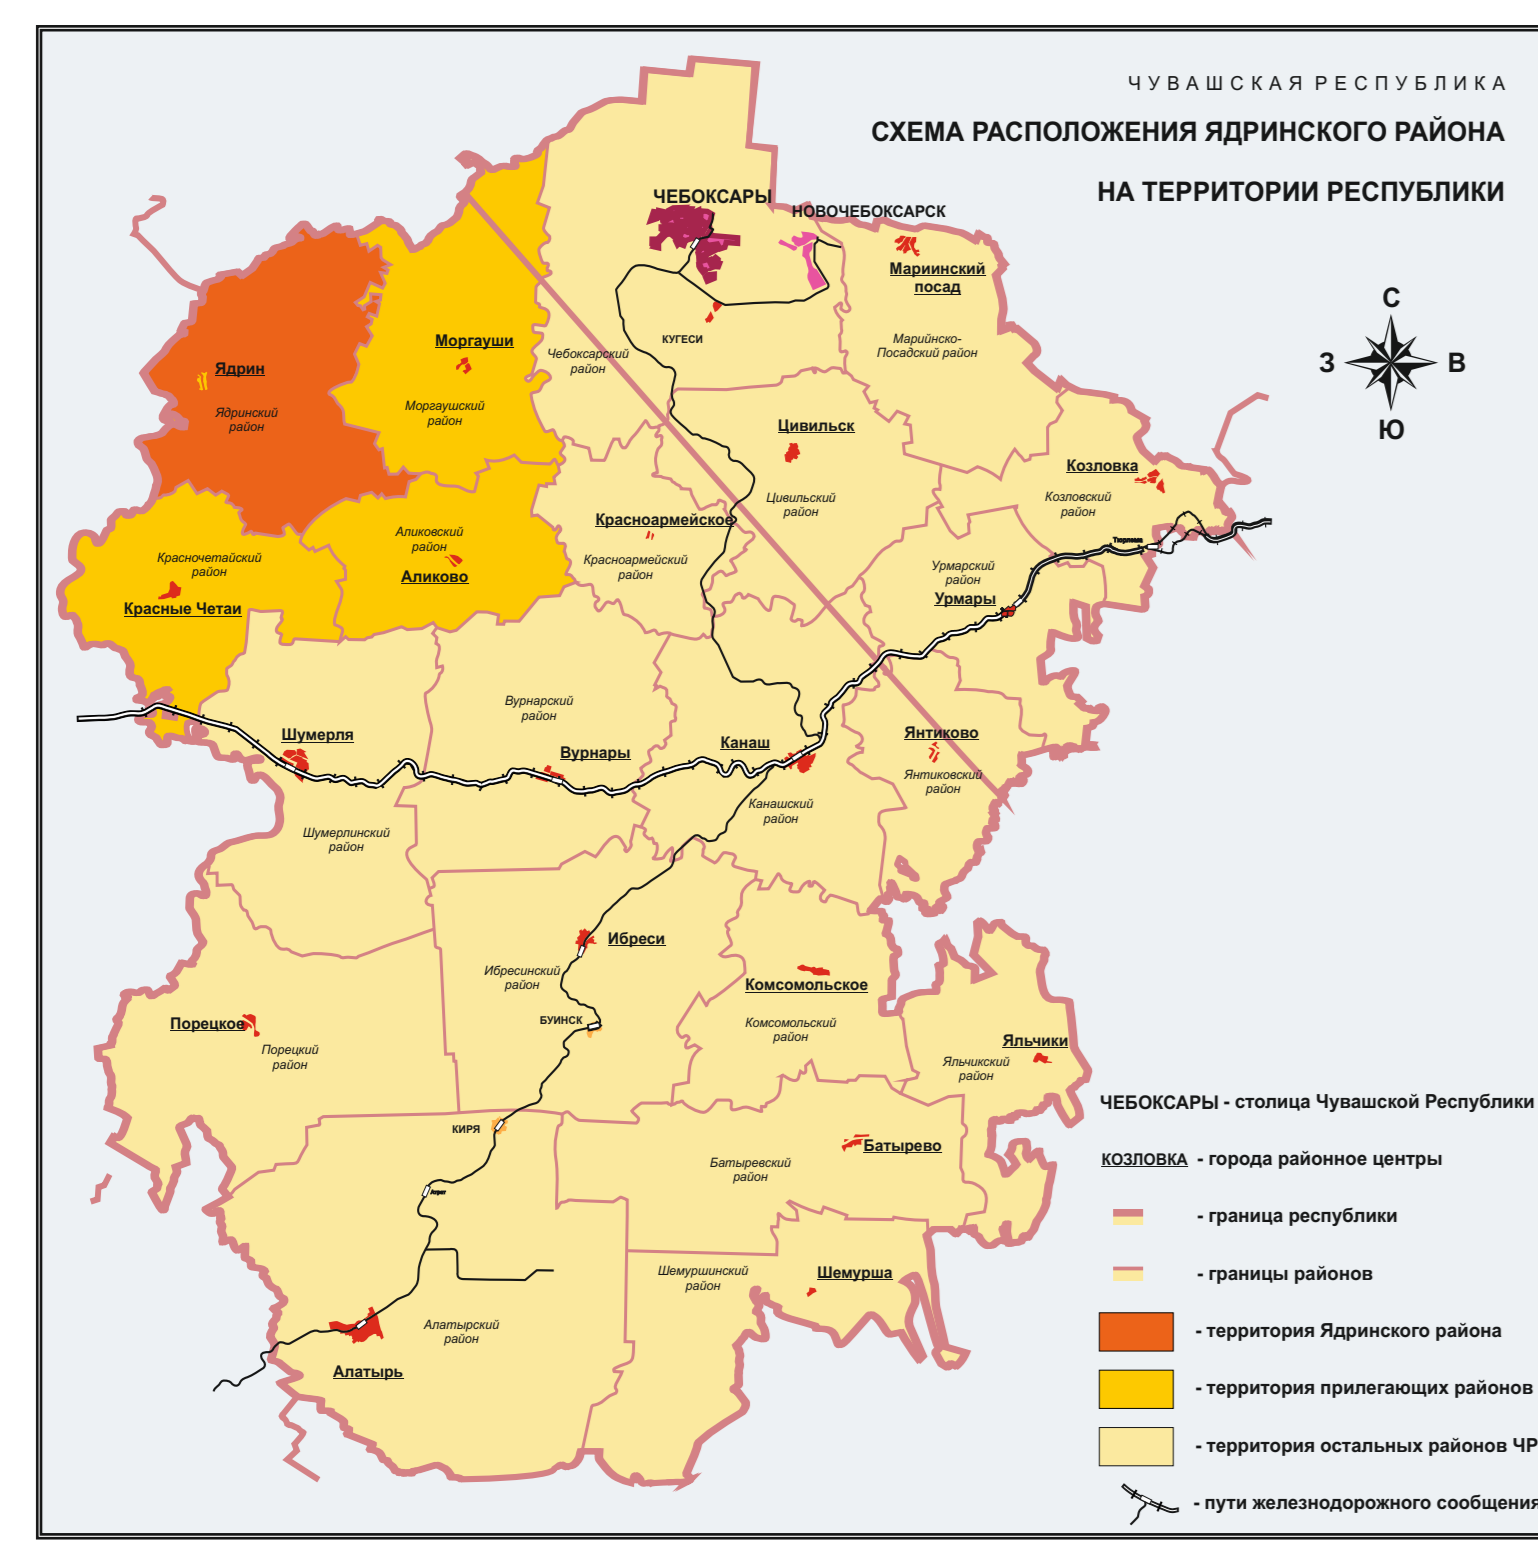 ЧУВАШСКАЯ РЕСПУБЛИКА
СХЕМА РАСПОЛОЖЕНИЯ ЯДРИНСКОГО РАЙОНА
НА ТЕРРИТОРИИ РЕСПУБЛИКИ
ЧЕБОКСАРЫ
НОВОЧЕБОКСАРСК
Мариинский
посад
С
З
В
Ю
КУГЕСИ
Марийнско-
Посадский район
Моргауши
Чебоксарский
район
Ядрин
Ядринский
район
Моргаушский
район
Цивильск
Козловка
Цивильский
район
Козловский
район
Красноармейское
Аликовский
район
Тюрлема
Красночетайский
район
Красноармейский
район
Урмарский
район
Аликово
Урмары
Красные Четаи
Вурнарский
район
Шумерля
Вурнары
Канаш
Янтиково
Янтиковский
район
Канашский
район
Шумерлинский
район
Ибреси
Ибресинский
район
Комсомольское
Порецкое
БУИНСК
Комсомольский
район
Порецкий
район
Яльчики
Яльчикский
район
КИРЯ
Батырево
Батыревский
район
Шемуршинский
район
Шемурша
Алатырский
район
Алатырь
ЧЕБОКСАРЫ - столица Чувашской Республики
КОЗЛОВКА - города районное центры
- граница республики
- границы районов
- территория Ядринского района
- территория прилегающих районов
- территория остальных районов ЧР
- пути железнодорожного сообщения